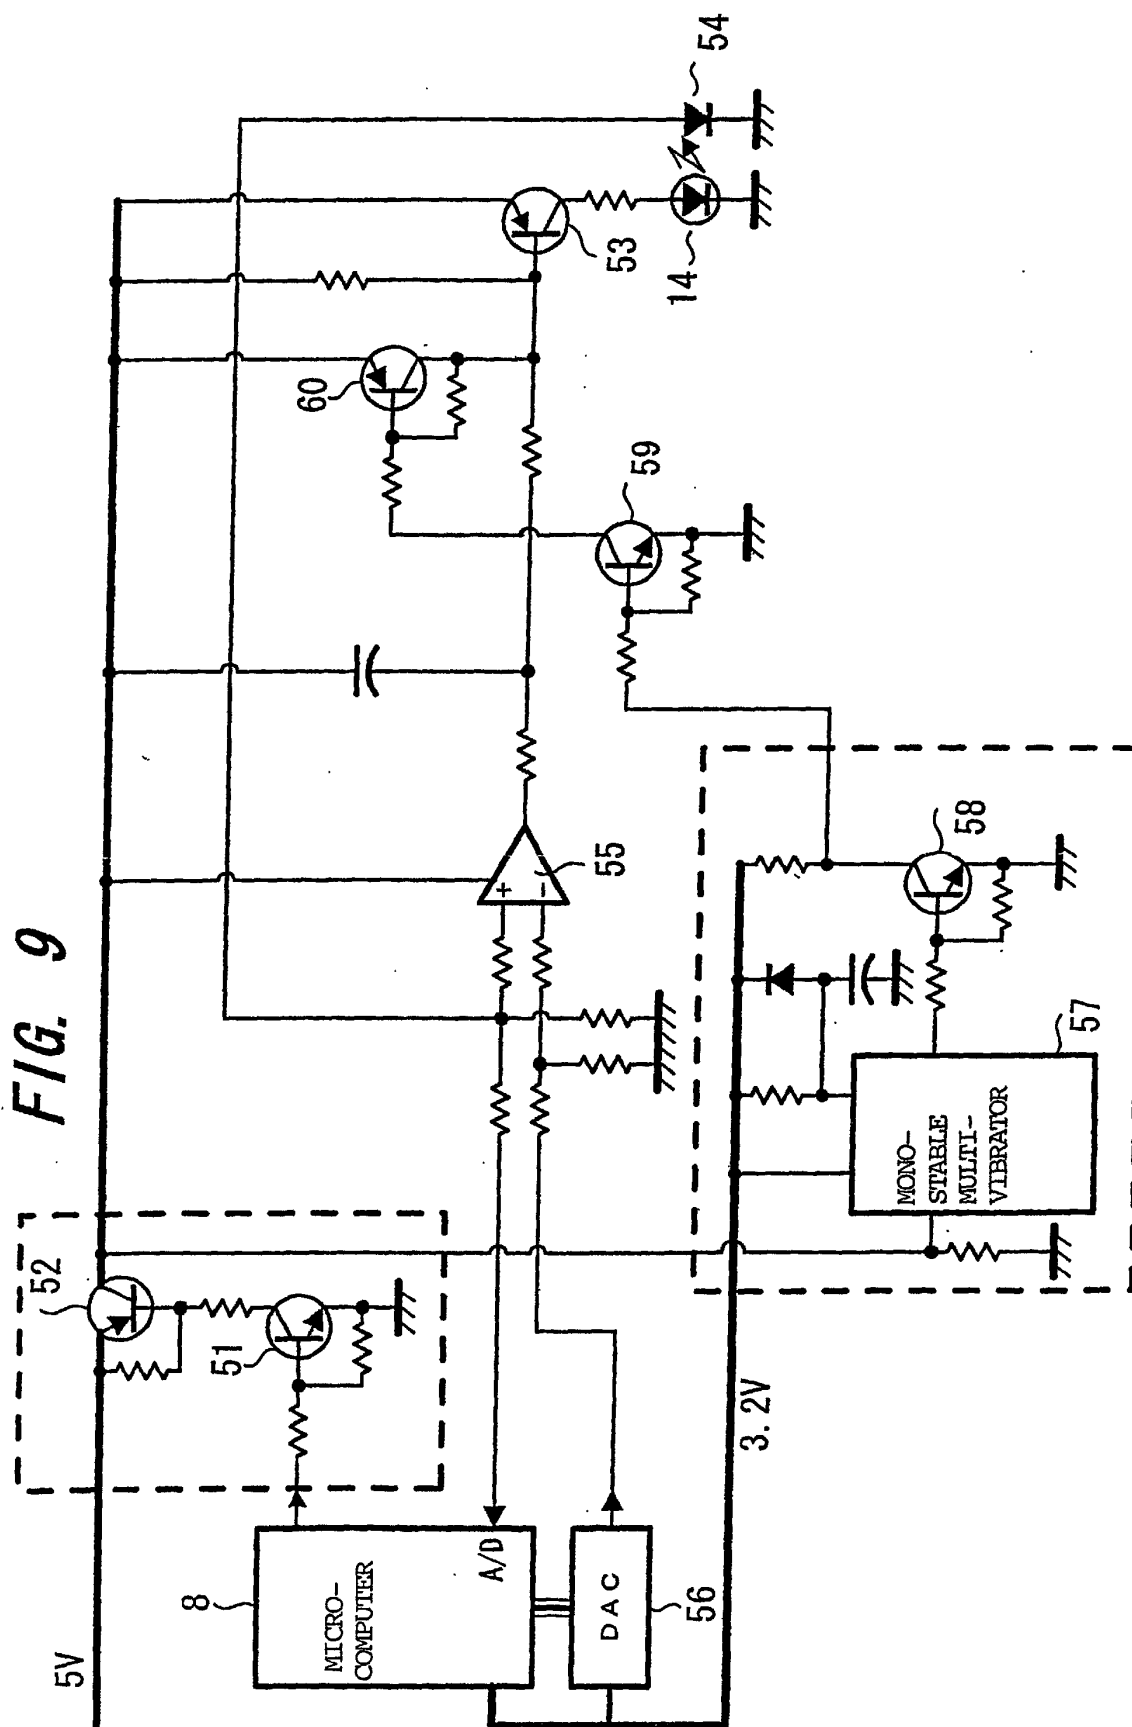 FIG. 9
5V
52
51
8
MICRO-
COMPUTER
A/D
DAC
56
3.2V
55
+
-
60
53
14
54
59
58
57
MONO-
STABLE
MULTI-
VIBRATOR